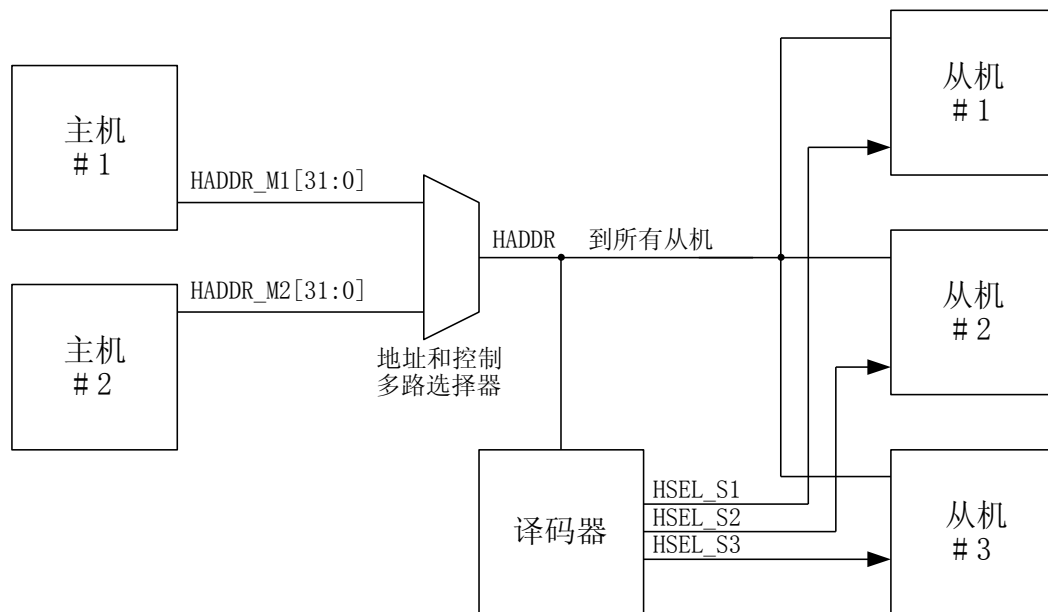 主机
#1
HADDR_M1[31:0]
主机
#2
HADDR_M2[31:0]
地址和控制
多路选择器
HADDR
到所有从机
译码器
HSEL_S1
HSEL_S2
HSEL_S3
从机
#1
从机
#2
从机
#3